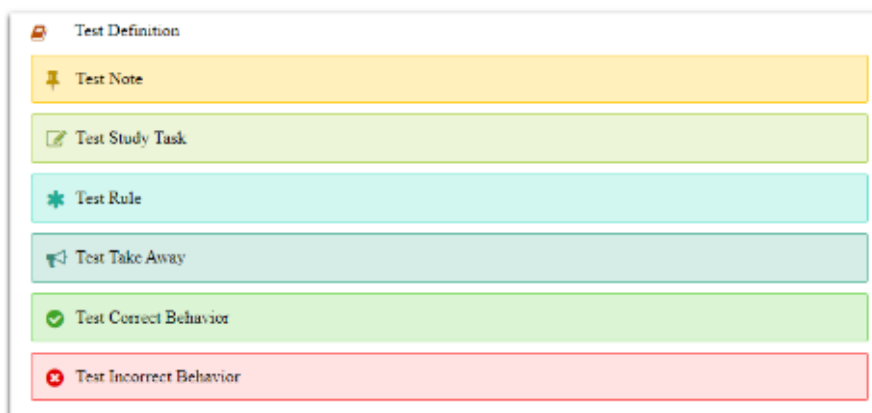 Test Definition
Test Note
Test Study Task
Test Rule
Test Take Away
Test Correct Behavior
Test Incorrect Behavior